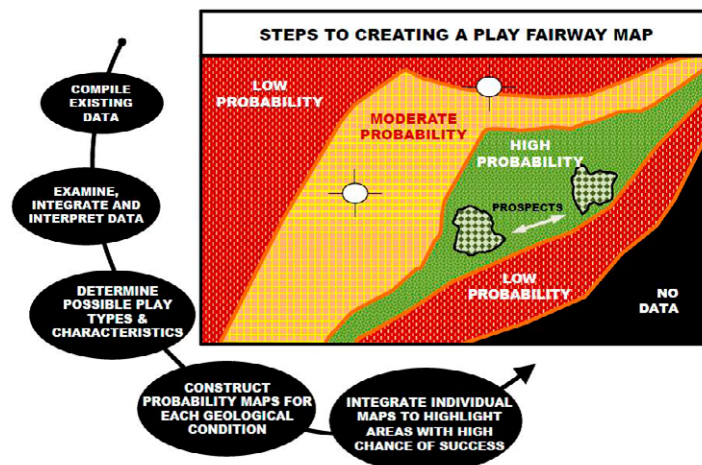 STEPS TO CREATING A PLAY FAIRWAY MAP
LOW
PROBABILITY
MODERATE
PROBABILITY
HIGH
PROBABILITY
PROSPECTS
LOW
PROBABILITY
NO
DATA
COMPILE
EXISTING
DATA
EXAMINE,
INTEGRATE AND
INTERPRET DATA
DETERMINE
POSSIBLE PLAY
TYPES &
CHARACTERISTICS
CONSTRUCT
PROBABILITY MAPS FOR
EACH GEOLOGICAL
CONDITION
INTEGRATE INDIVIDUAL
MAPS TO HIGHLIGHT
AREAS WITH HIGH
CHANCE OF SUCCESS